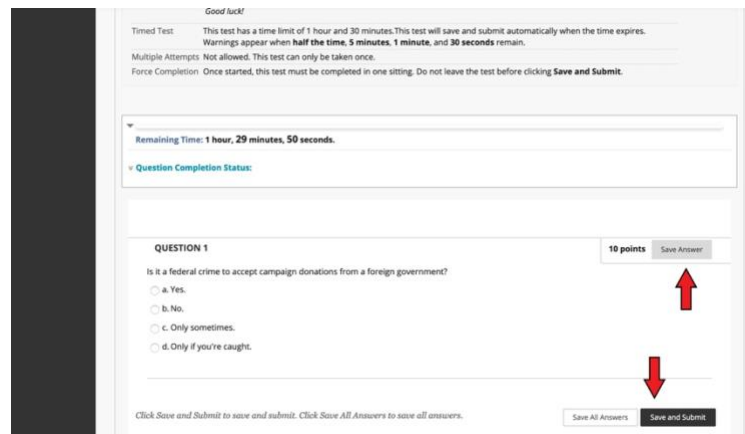 Good luck!
Timed Test This test has a time limit of 1 hour and 30 minutes.This test will save and submit automatically when the time expires.
Warnings appear when half the time, 5 minutes, 1 minute, and 30 seconds remain.
Multiple Attempts Not allowed. This test can only be taken once.
Force Completion Once started, this test must be completed in one sitting. Do not leave the test before clicking Save and Submit.
Remaining Time: 1 hour, 29 minutes, 50 seconds.
Question Completion Status:
QUESTION 1
10 points Save Answer
Is it a federal crime to accept campaign donations from a foreign government?
a. Yes.
b. No.
c. Only sometimes.
d. Only if you're caught.
Click Save and Submit to save and submit. Click Save All Answers to save all answers.
Save All Answers Save and Submit